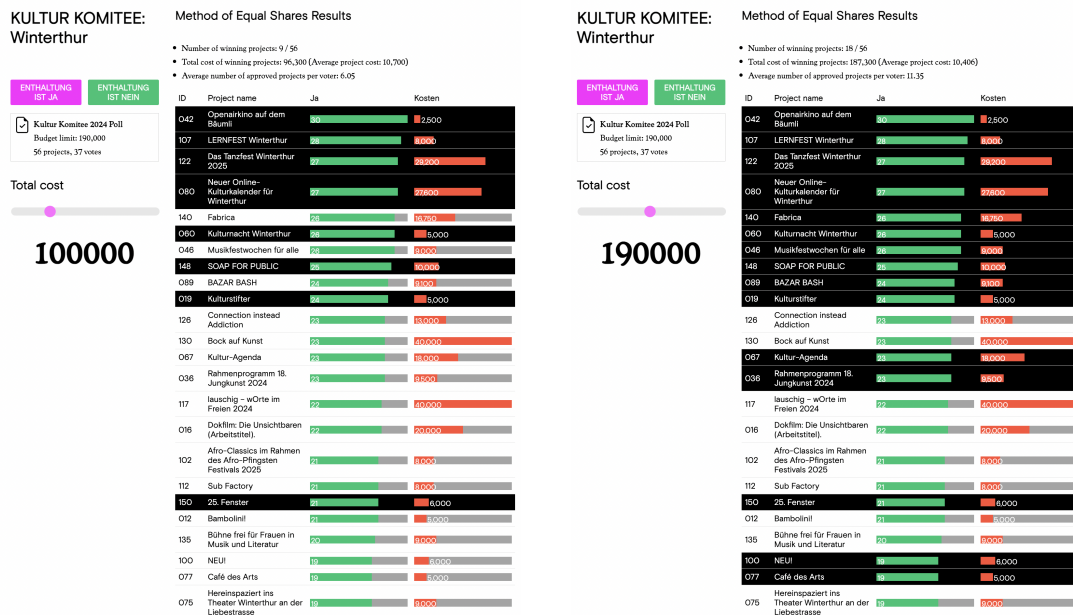 KULTUR KOMITEE:
Winterthur
ENTHALTUNG
IST JA
ENTHALTUNG
IST NEIN
Kultur Komitee 2024 Poll
Budget limit: 190,000
56 projects, 37 votes
Total cost
100000
Method of Equal Shares Results
Number of winning projects: 9 / 56
Total cost of winning projects: 96,300 (Average project cost: 10,700)
Average number of approved projects per voter: 6.05
ID Project name Ja Kosten
042 Openairkino auf dem
Bäumli 30 2,500
107 LERNFEST Winterthur 28 8,000
122 Das Tanzfest Winterthur
2025 27 29,200
080 Neuer Online-
Kulturkalender für
Winterthur 27 27,600
140 Fabrica 26 16,750
060 Kulturnacht Winterthur 26 5,000
046 Musikfestwochen für alle 26 9,000
148 SOAP FOR PUBLIC 25 10,000
089 BAZAR BASH 24 9,100
019 Kulturstifter 24 5,000
126 Connection instead
Addiction 23 13,000
130 Bock auf Kunst 23 40,000
067 Kultur-Agenda 23 18,000
036 Rahmenprogramm 18.
Jungkunst 2024 23 9,500
117 lauschig – wOrte im
Freien 2024 22 40,000
016 Dokfilm: Die Unsichtbaren
(Arbeitstitel). 22 20,000
102 Afro-Classics im Rahmen
des Afro-Pfingsten
Festivals 2025 21 8,000
112 Sub Factory 21 8,000
150 25. Fenster 21 6,000
012 Bambolini! 21 5,000
135 Bühne frei für Frauen in
Musik und Literatur 20 9,000
100 NEU! 19 6,000
077 Café des Arts 19 5,000
075 Hereinspaziert ins
Theater Winterthur an der
Liebestrasse 19 9,000
KULTUR KOMITEE:
Winterthur
ENTHALTUNG
IST JA
ENTHALTUNG
IST NEIN
Kultur Komitee 2024 Poll
Budget limit: 190,000
56 projects, 37 votes
Total cost
190000
Method of Equal Shares Results
Number of winning projects: 18 / 56
Total cost of winning projects: 187,300 (Average project cost: 10,406)
Average number of approved projects per voter: 11.35
ID Project name Ja Kosten
042 Openairkino auf dem
Bäumli 30 2,500
107 LERNFEST Winterthur 28 8,000
122 Das Tanzfest Winterthur
2025 27 29,200
080 Neuer Online-
Kulturkalender für
Winterthur 27 27,600
140 Fabrica 26 16,750
060 Kulturnacht Winterthur 26 5,000
046 Musikfestwochen für alle 26 9,000
148 SOAP FOR PUBLIC 25 10,000
089 BAZAR BASH 24 9,100
019 Kulturstifter 24 5,000
126 Connection instead
Addiction 23 13,000
130 Bock auf Kunst 23 40,000
067 Kultur-Agenda 23 18,000
036 Rahmenprogramm 18.
Jungkunst 2024 23 9,500
117 lauschig – wOrte im
Freien 2024 22 40,000
016 Dokfilm: Die Unsichtbaren
(Arbeitstitel). 22 20,000
102 Afro-Classics im Rahmen
des Afro-Pfingsten
Festivals 2025 21 8,000
112 Sub Factory 21 8,000
150 25. Fenster 21 6,000
012 Bambolini! 21 5,000
135 Bühne frei für Frauen in
Musik und Literatur 20 9,000
100 NEU! 19 6,000
077 Café des Arts 19 5,000
075 Hereinspaziert ins
Theater Winterthur an der
Liebestrasse 19 9,000